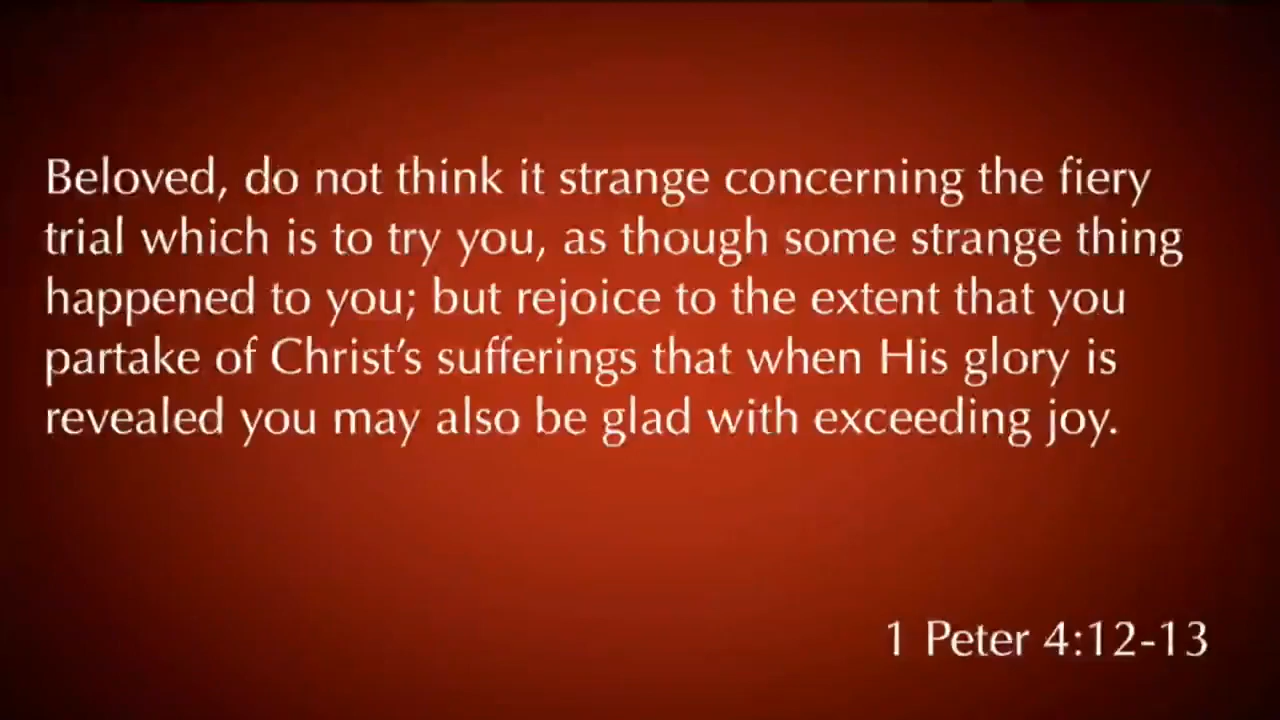 Beloved, do not think it strange concerning the fiery
trial which is to try you, as though some strange thing
happened to you; but rejoice to the extent that you
partake of Christ’s sufferings that when His glory is
revealed you may also be glad with exceeding joy.
1 Peter 4:12-13